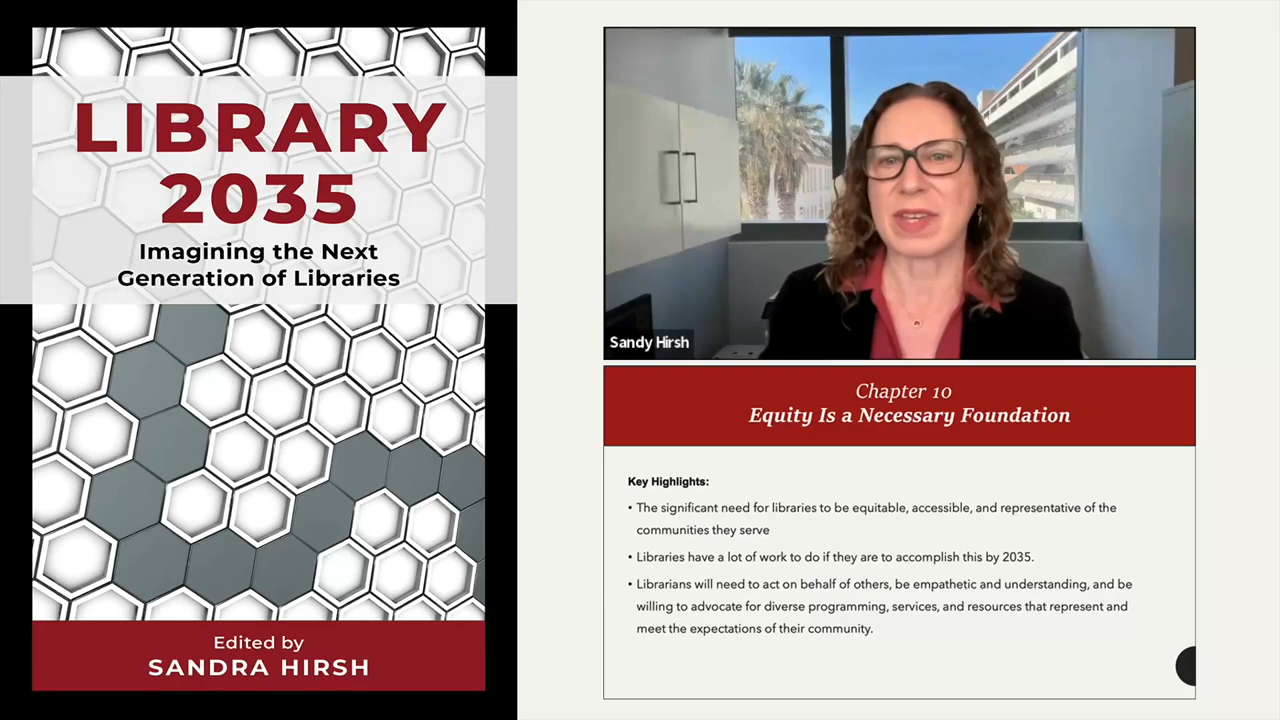 LIBRARY
2035
Imagining the Next
Generation of Libraries
Edited by
SANDRA HIRSH
Sandy Hirsh
Chapter 10
Equity Is a Necessary Foundation
Key Highlights:
• The significant need for libraries to be equitable, accessible, and representative of the
communities they serve
• Libraries have a lot of work to do if they are to accomplish this by 2035.
• Librarians will need to act on behalf of others, be empathetic and understanding, and be
willing to advocate for diverse programming, services, and resources that represent and
meet the expectations of their community.